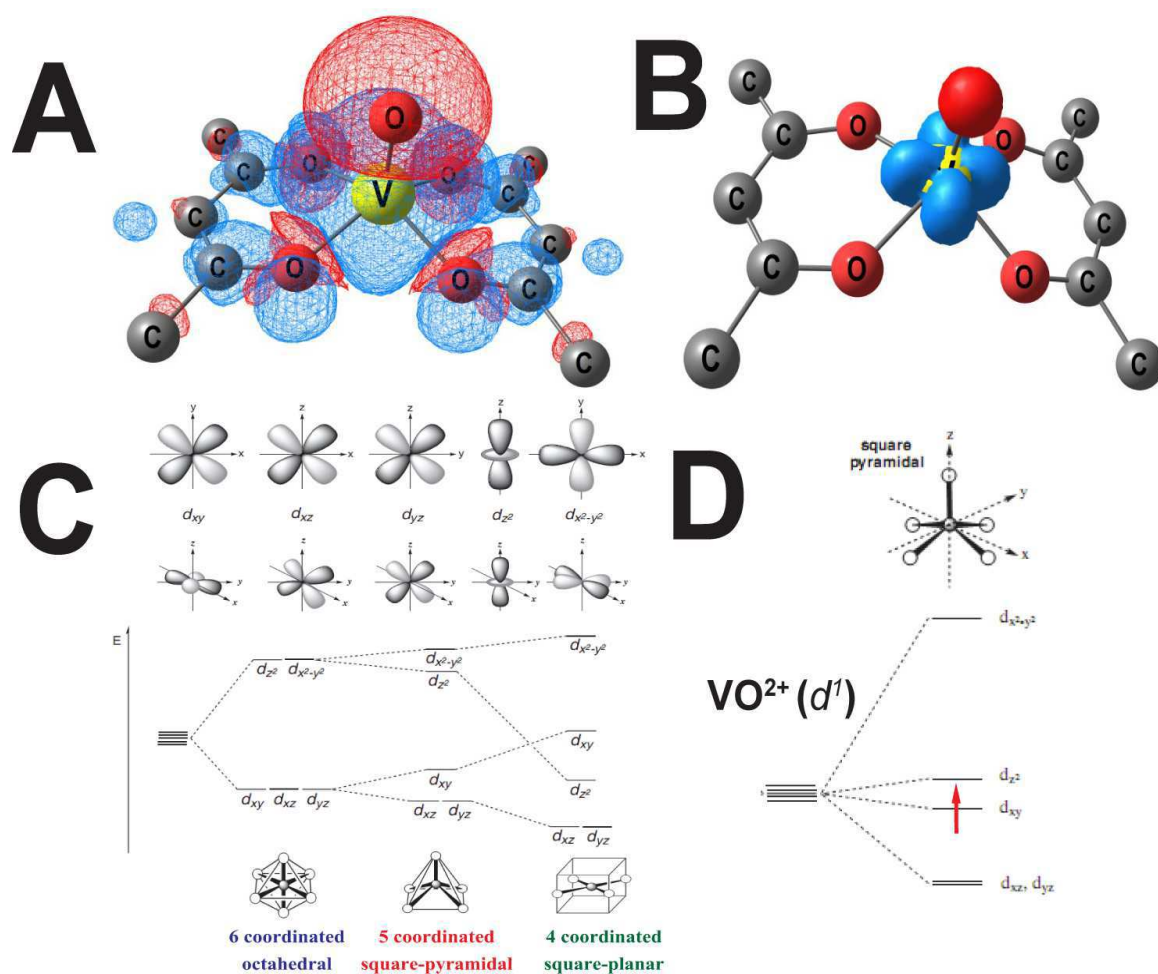 A
O
C
C
O
V
O
C
C
C
C
C
O
O
C
C
C
B
C
C
O
O
C
C
C
C
O
O
C
C
C
C
y
x
z
x
z
y
z
x
dxy
dxz
dyz
dz²
dx²-y²
z
y
x
z
y
x
z
y
x
z
y
x
z
y
x
E
dz² dx²-y²
dxy dxz dyz
dx²-y²
dz²
dxy
dxz dyz
dx²-y²
dxy
dz²
dxz dyz
6 coordinated
octahedral
5 coordinated
square-pyramidal
4 coordinated
square-planar
D
square
pyramidal
z
y
x
VO²⁺ (d¹)
dx²-y²
dz²
dxy
dxz, dyz